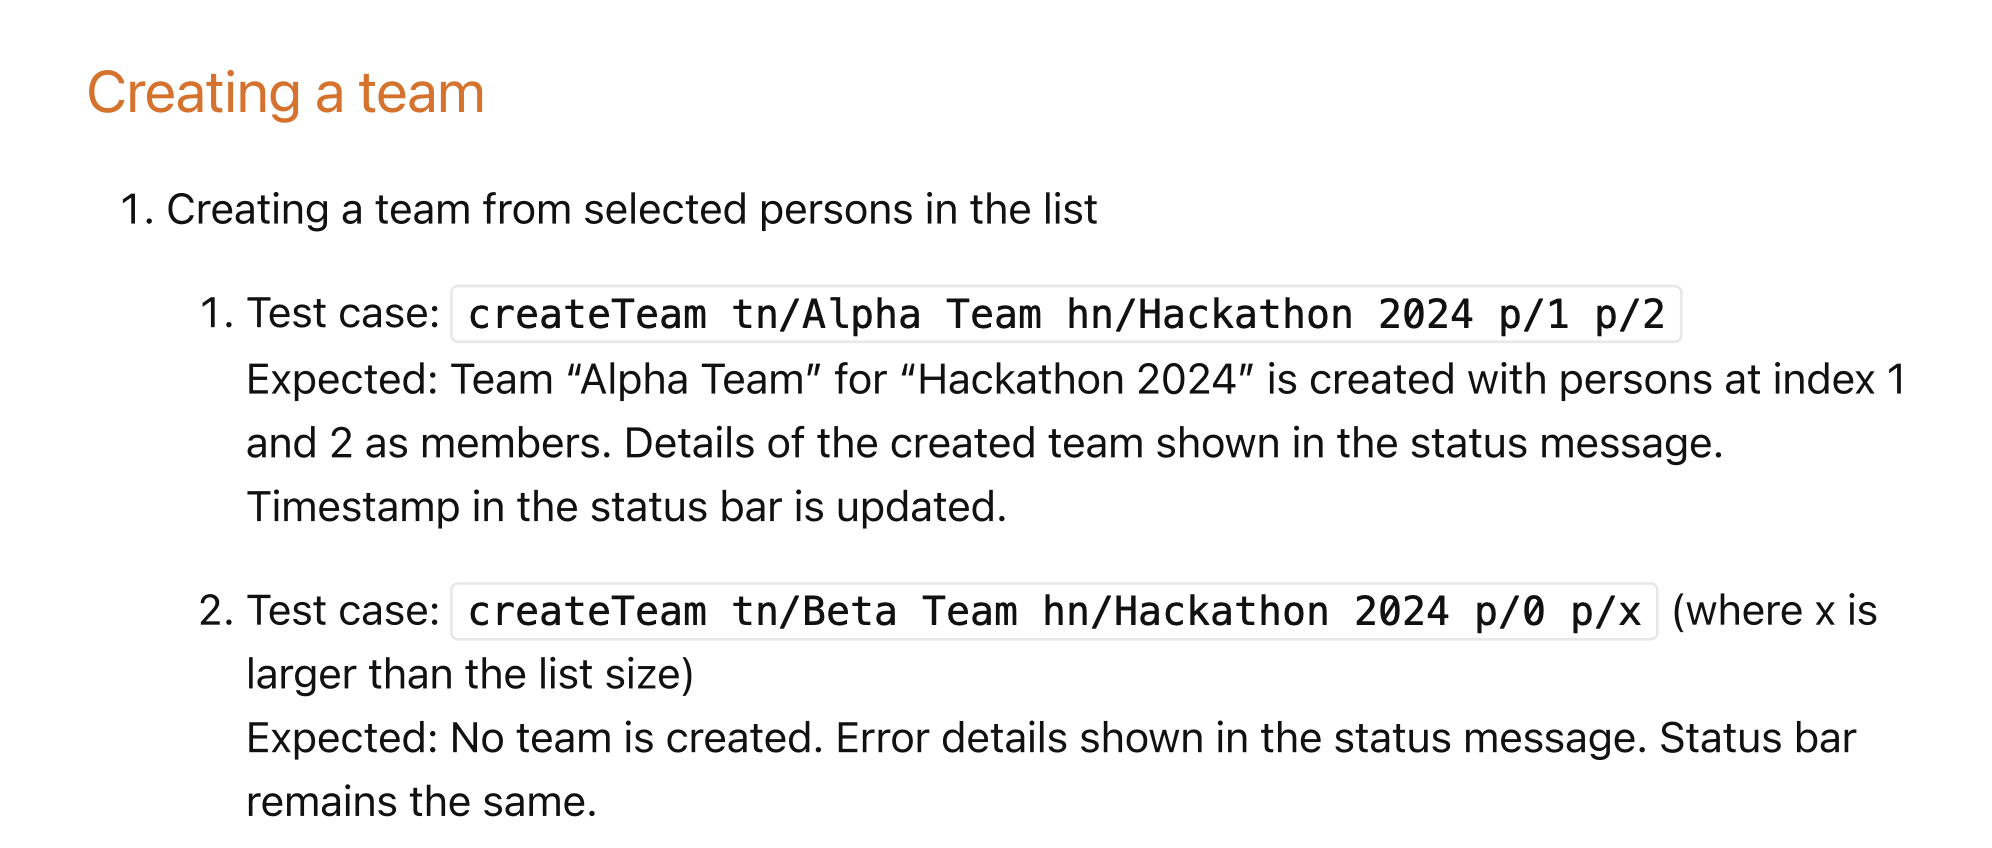 Creating a team
1. Creating a team from selected persons in the list
1. Test case: createTeam tn/Alpha Team hn/Hackathon 2024 p/1 p/2
Expected: Team “Alpha Team” for “Hackathon 2024” is created with persons at index 1
and 2 as members. Details of the created team shown in the status message.
Timestamp in the status bar is updated.
2. Test case: createTeam tn/Beta Team hn/Hackathon 2024 p/0 p/x (where x is
larger than the list size)
Expected: No team is created. Error details shown in the status message. Status bar
remains the same.